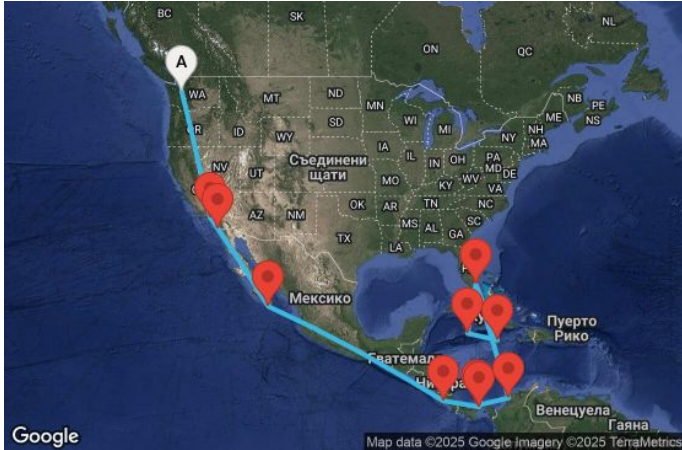 BC
SK
NL
A
ON
QC
WA
MT
ND
MN
NB
PE
ME
NS
OR
ID
SD
WI
MI
NH
MA
WY
NY
IA
NV
UT
Съединени
щати
IL
IN
OH
PA
MD
DE
MO
KY
WV
VA
AZ
NM
OK
AR
TN
NC
MS
AL
GA
SC
TX
LA
Мексико
Пуерто
Рико
Гватемала
Венецуела
Гаяна
Google
Map data ©2025 Google Imagery ©2025 TerraMetrics